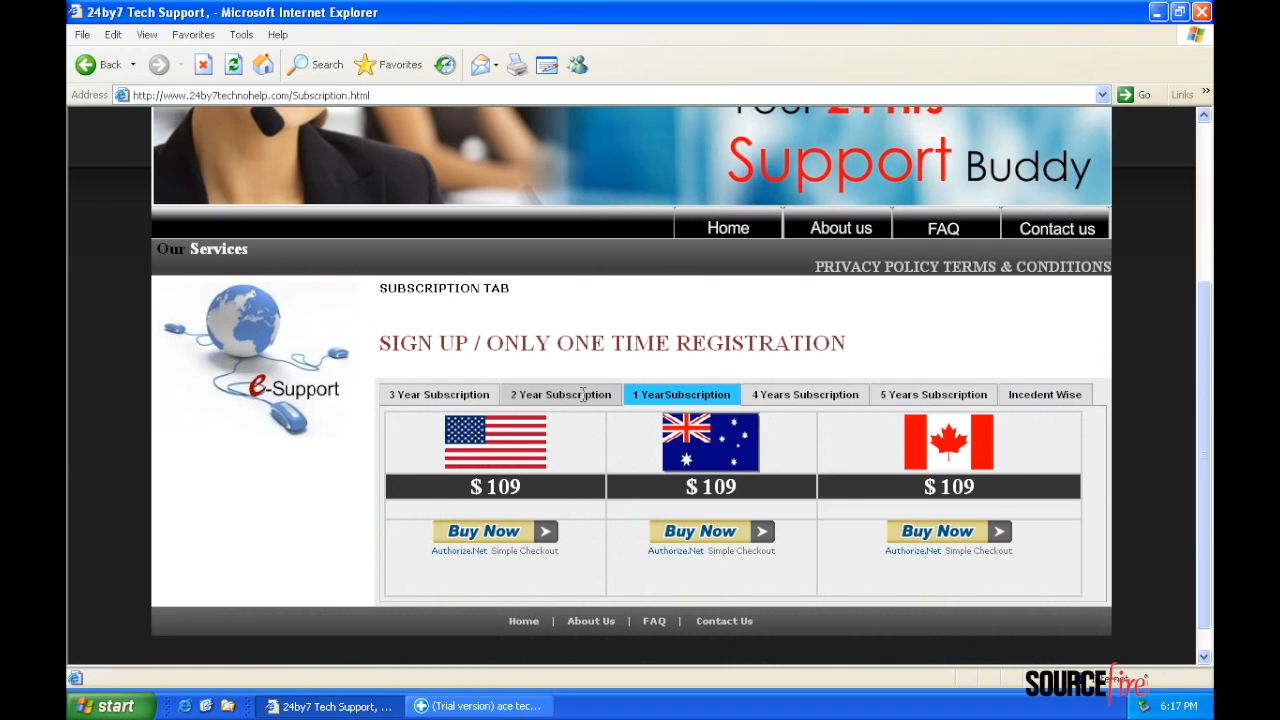 24by7 Tech Support, - Microsoft Internet Explorer
File Edit View Favorites Tools Help
Back Search Favorites
Address http://www.24by7technohelp.com/Subscription.html Go Links »
Your 24 Hrs
Support Buddy
Home About us FAQ Contact us
Our Services
PRIVACY POLICY TERMS & CONDITIONS
SUBSCRIPTION TAB
SIGN UP / ONLY ONE TIME REGISTRATION
e-Support
3 Year Subscription 2 Year Subscription 1 YearSubscription 4 Years Subscription 5 Years Subscription Incedent Wise
$ 109 $ 109 $ 109
Buy Now Buy Now Buy Now
Authorize.Net Simple Checkout Authorize.Net Simple Checkout Authorize.Net Simple Checkout
Home | About Us | FAQ | Contact Us
SOURCEfire
start 24by7 Tech Support, ... (Trial version) ace tec... 6:17 PM